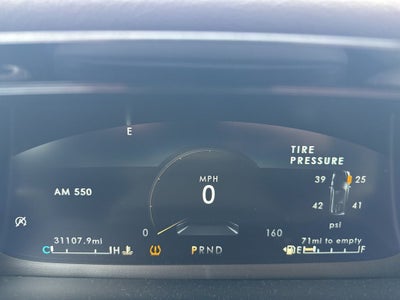 E
TIRE
PRESSURE
39 25
MPH
AM 550
0
42 41
psi
0 160
31107.9mi
71mi to empty
C H
PRND
E F